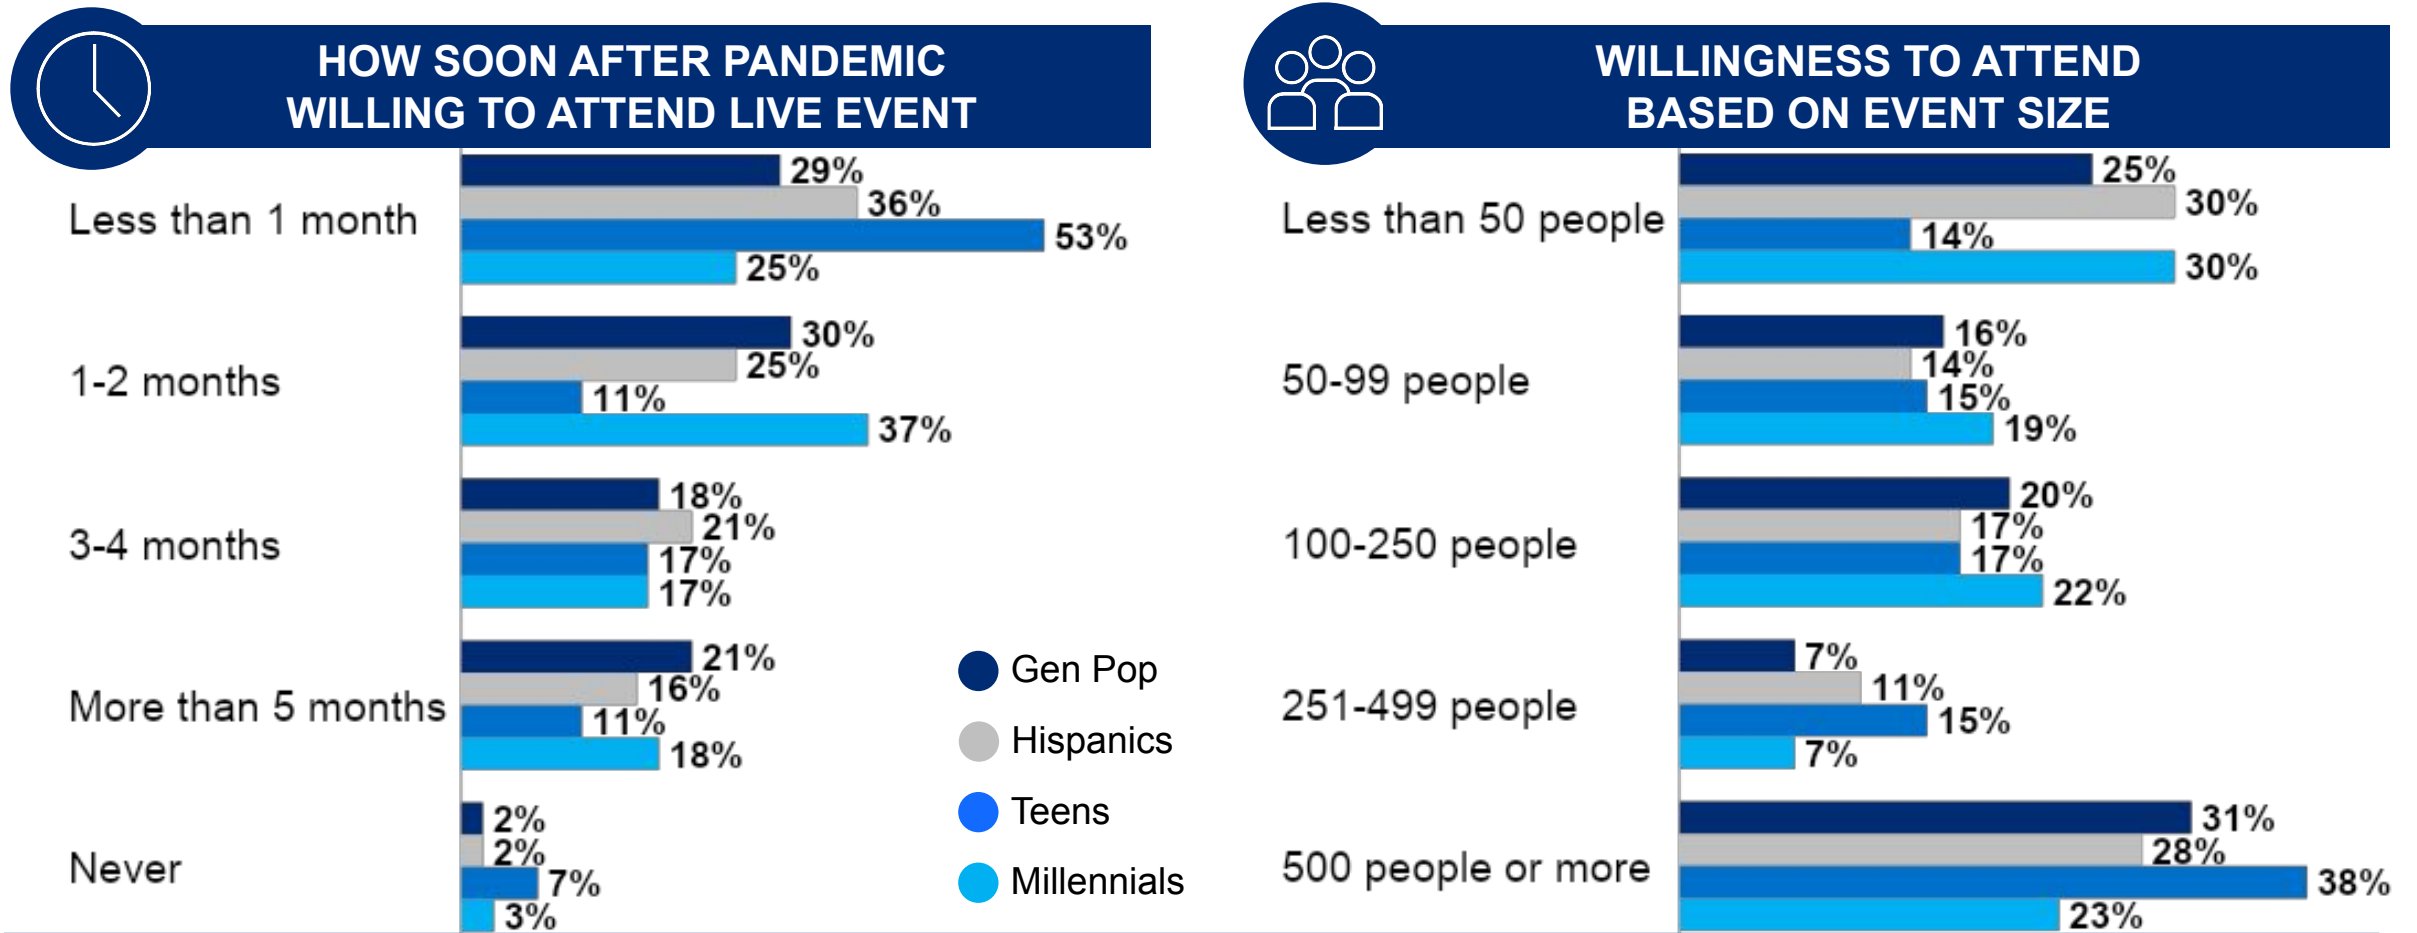 HOW SOON AFTER PANDEMIC
WILLING TO ATTEND LIVE EVENT
Less than 1 month
29%
36%
53%
25%
1-2 months
30%
25%
11%
37%
3-4 months
18%
21%
17%
17%
More than 5 months
21%
16%
11%
18%
Never
2%
2%
7%
3%
Gen Pop
Hispanics
Teens
Millennials
WILLINGNESS TO ATTEND
BASED ON EVENT SIZE
Less than 50 people
25%
30%
14%
30%
50-99 people
16%
14%
15%
19%
100-250 people
20%
17%
17%
22%
251-499 people
7%
11%
15%
7%
500 people or more
31%
28%
38%
23%